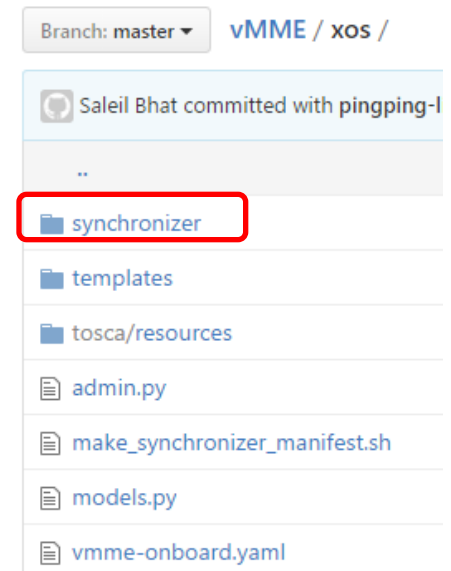 Branch: master vMME / xos /
Saleil Bhat committed with pingping-l
..
synchronizer
templates
tosca/resources
admin.py
make_synchronizer_manifest.sh
models.py
vmme-onboard.yaml